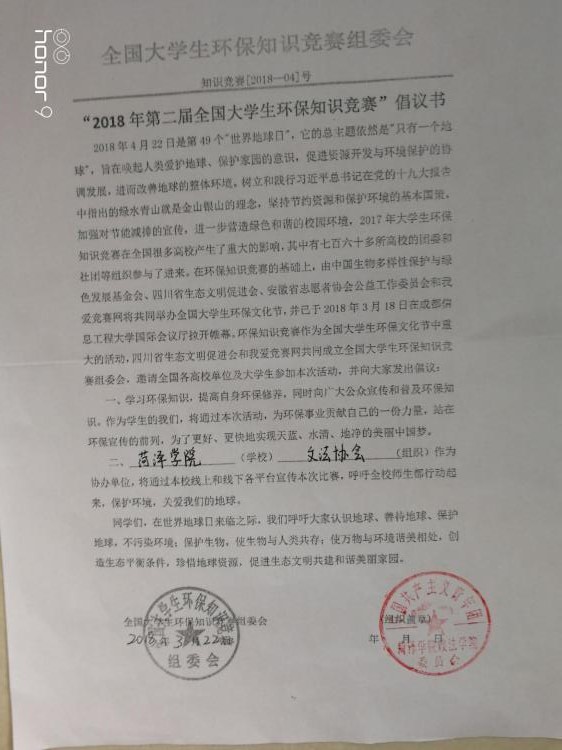 honor 9
全国大学生环保知识竞赛组委会
知识竞赛[2018—04]号
“2018年第二届全国大学生环保知识竞赛”倡议书
2018年4月22日是第49个“世界地球日”，它的总主题依然是“只有一个地
球”，旨在唤起人类爱护地球、保护家园的意识，促进资源开发与环境保护的协
调发展，进而改善地球的整体环境，树立和践行习近平总书记在党的十九大报告
中指出的绿水青山就是金山银山的理念，坚持节约资源和保护环境的基本国策，
加强对节能减排的宣传，进一步营造绿色和谐的校园环境，2017年大学生环保
知识竞赛在全国很多高校产生了重大的影响，其中有七百六十多所高校的团委和
社团等组织参与了进来。在环保知识竞赛的基础上，由中国生物多样性保护与绿
色发展基金会、四川省生态文明促进会、安徽省志愿者协会公益工作委员会和我
爱竞赛网将共同举办全国大学生环保文化节，并已于2018年3月18日在成都信
息工程大学国际会议厅拉开帷幕。环保知识竞赛作为全国大学生环保文化节中重
大的活动，四川省生态文明促进会和我爱竞赛网共同成立全国大学生环保知识竞
赛组委会，邀请全国各高校单位及大学生参加本次活动，并向大家发出倡议：
一、学习环保知识，提高自身环保修养，同时向广大公众宣传和普及环保知
识。作为学生的我们，将通过本次活动，为环保事业贡献自己的一份力量，站在
环保宣传的前列，为了更好、更快地实现天蓝、水清、地净的美丽中国梦。
二、菏泽学院（学校）文法协会（组织）作为
协办单位，将通过本校线上和线下各平台宣传本次比赛，呼吁全校师生都行动起
来，保护环境，关爱我们的地球。
同学们，在世界地球日来临之际，我们呼吁大家认识地球、善待地球、保护
地球，不污染环境；保护生物，使生物与人类共存；使万物与环境谐美相处，创
造生态平衡条件，珍惜地球资源，促进生态文明共建和谐美丽家园。
全国大学生环保知识竞赛组委会
（组织盖章）
2018年3月22日
年 月 日
全国大学生环保知识竞赛
组委会
中国共产主义青年团
菏泽学院政法学院
委员会